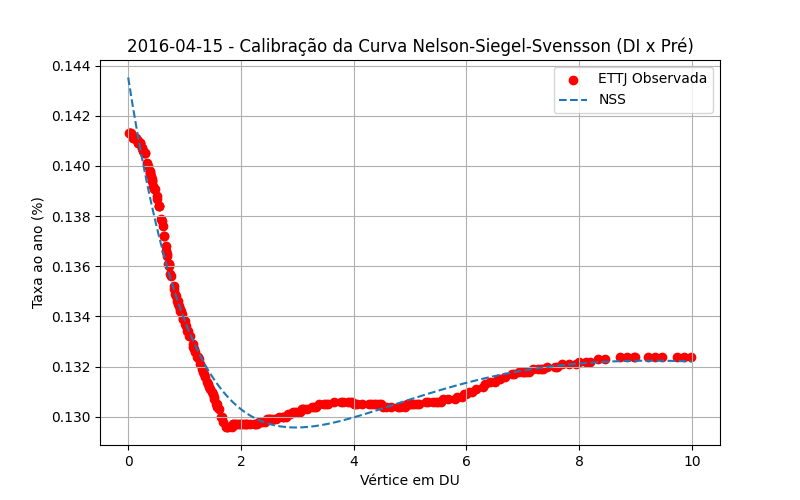 2016-04-15 - Calibração da Curva Nelson-Siegel-Svensson (DI x Pré)
ETTJ Observada
NSS
Taxa ao ano (%)
0.144
0.142
0.140
0.138
0.136
0.134
0.132
0.130
0
2
4
6
8
10
Vértice em DU